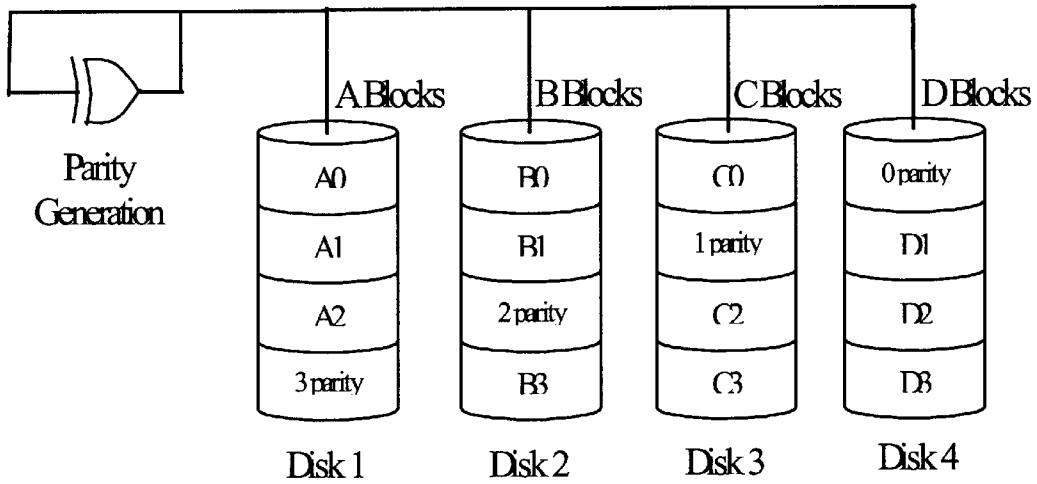 A Blocks
B Blocks
C Blocks
D Blocks
Parity
Generation
A0
B0
C0
0 parity
A1
B1
1 parity
D1
A2
2 parity
C2
D2
3 parity
B3
C3
D3
Disk 1
Disk 2
Disk 3
Disk 4